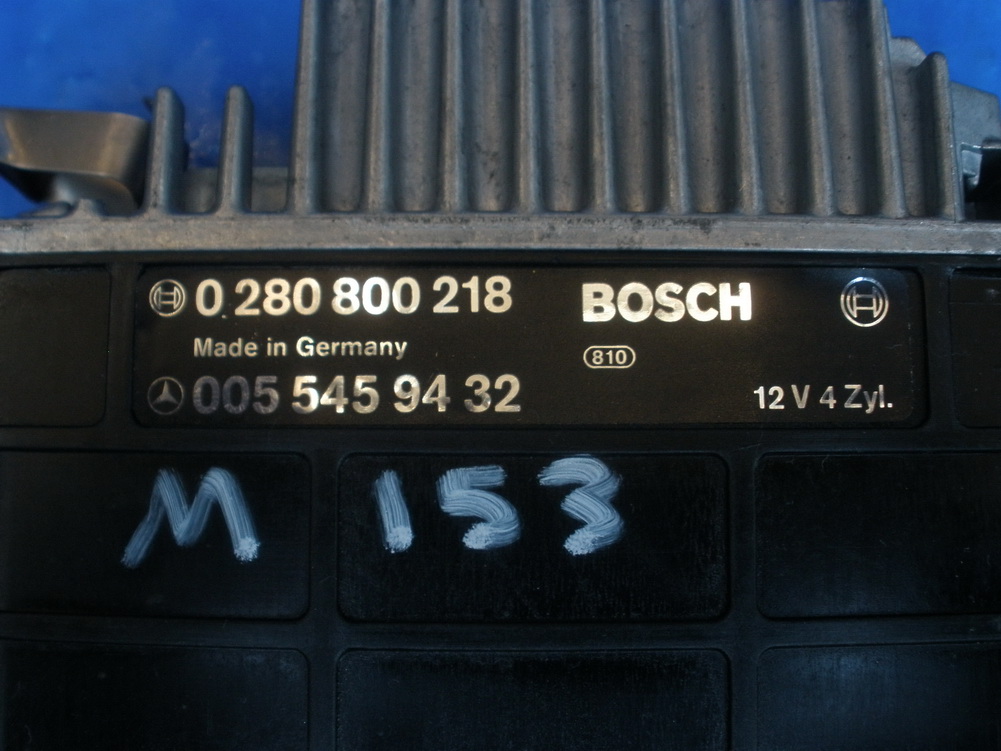 0 280 800 218 BOSCH
Made in Germany 810
005 545 94 32 12 V 4 Zyl.
M 153